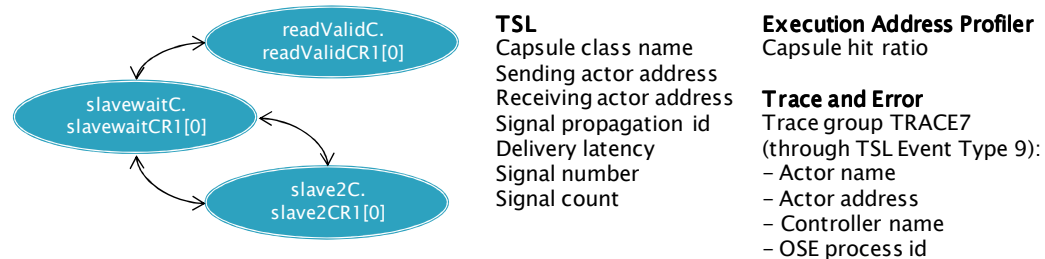 readValidC.
readValidCR1[0]
slavewaitC.
slavewaitCR1[0]
slave2C.
slave2CR1[0]
TSL
Capsule class name
Sending actor address
Receiving actor address
Signal propagation id
Delivery latency
Signal number
Signal count
Execution Address Profiler
Capsule hit ratio
Trace and Error
Trace group TRACE7
(through TSL Event Type 9):
- Actor name
- Actor address
- Controller name
- OSE process id